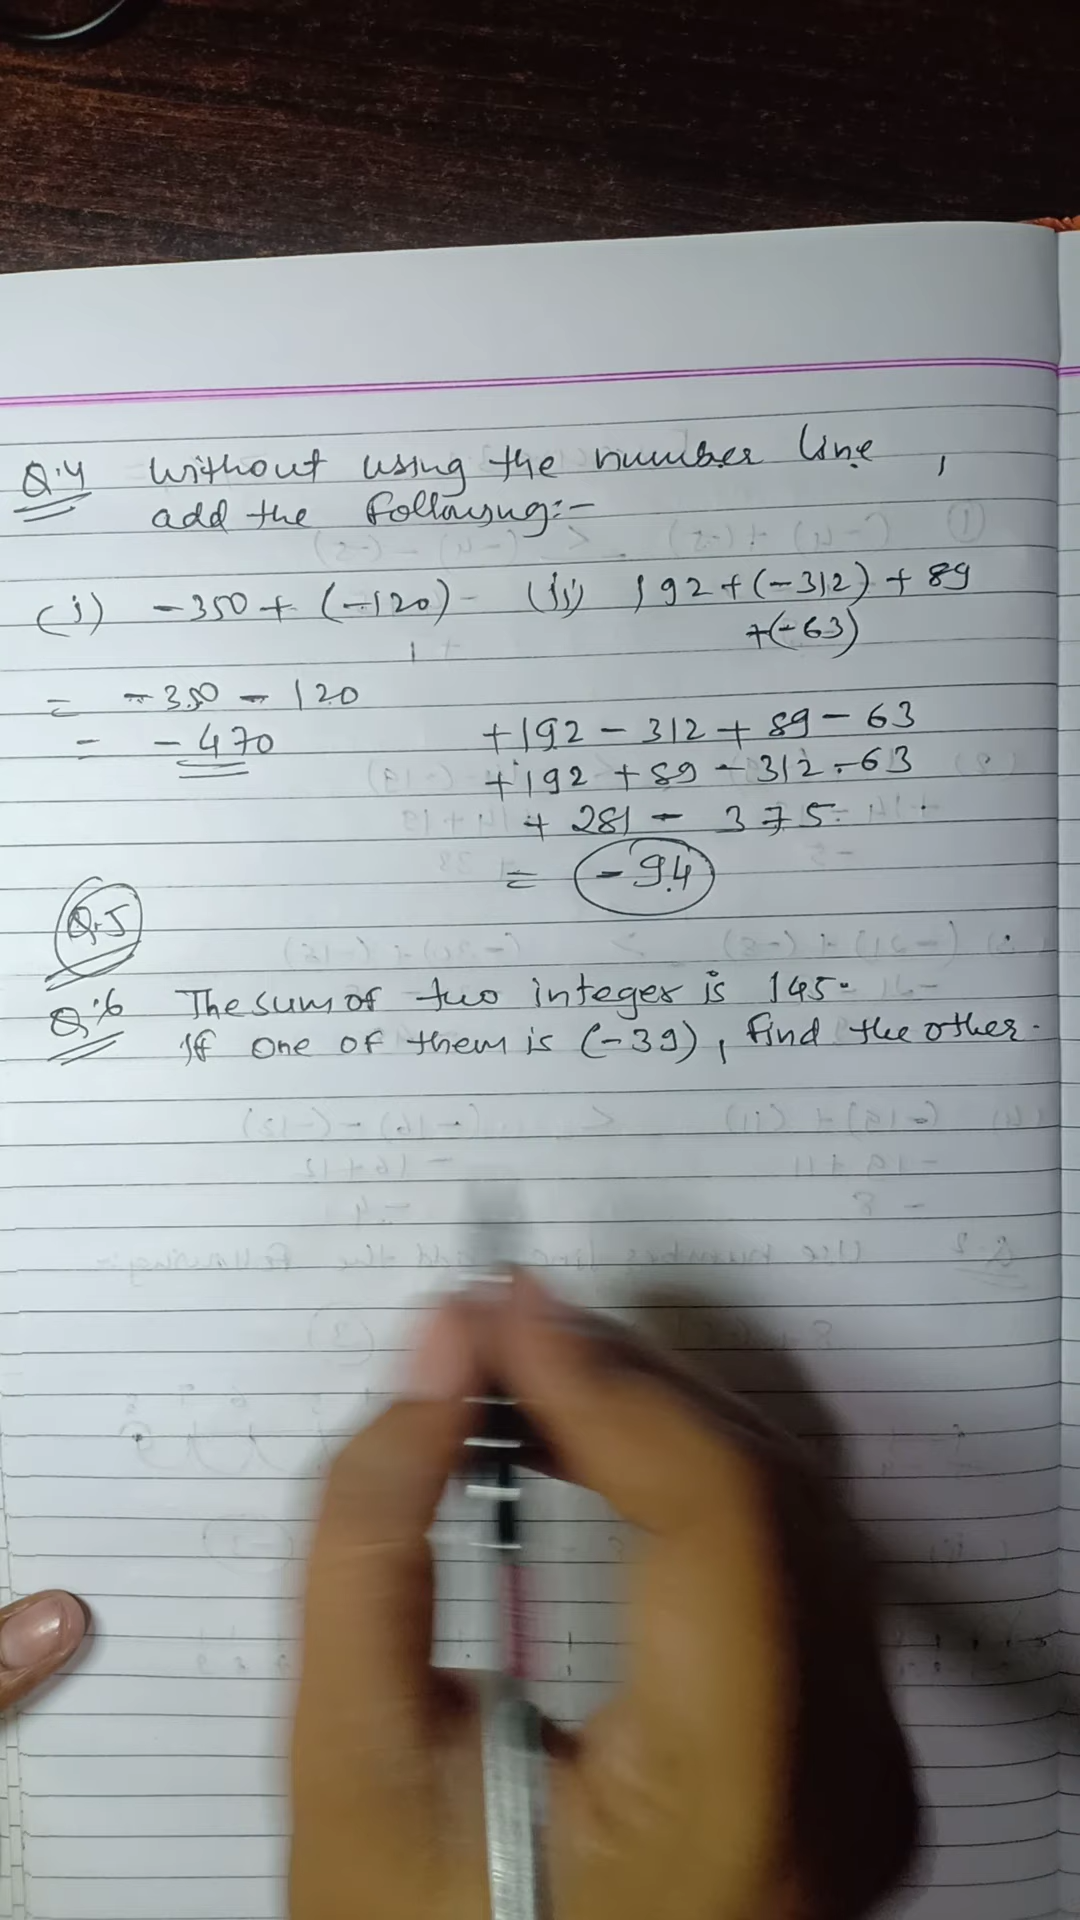 Q.4 Without using the number line,
add the following:-
(i) -350 + (-120) (ii) 192 + (-312) + 89
+(-63)
= -350 - 120
= -470
+192 - 312 + 89 - 63
+192 + 89 - 312 - 63
+ 281 - 375
= -94
Q.5
Q.6 The sum of two integer is 145.
If one of them is (-39), find the other.